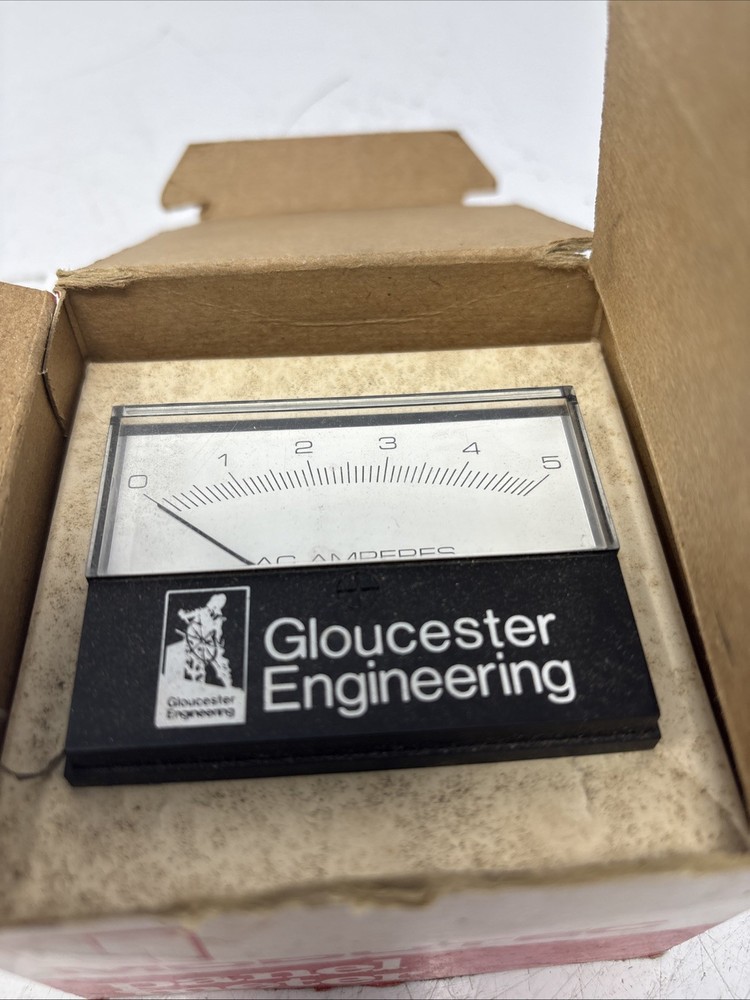 0 1 2 3 4 5
AC AMPERES
Gloucester
Engineering
Gloucester
Engineering